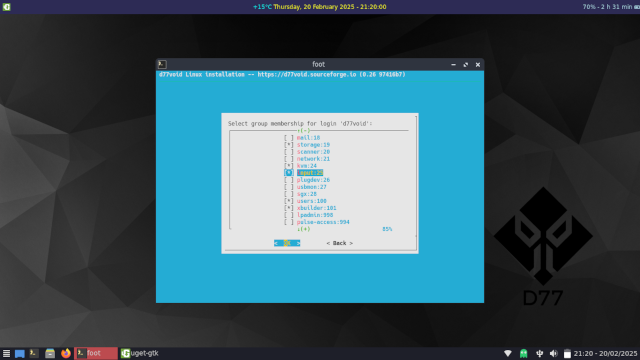 +15°C Thursday, 20 February 2025 - 21:20:00
70% - 2 h 31 min
foot
d77void Linux installation -- https://d77void.sourceforge.io (0.26 97416b7)
Select group membership for login 'd77void':
(-)
[ ] mail:18
[*] storage:19
[ ] scanner:20
[ ] network:21
[*] kvm:24
[*] input:25
[ ] plugdev:26
[ ] usbmon:27
[ ] sgx:28
[*] users:100
[*] xbuilder:101
[ ] lpadmin:998
[ ] pulse-access:994
(+) 85%
< OK > < Back >
D77
foot
uget-gtk
21:20 - 20/02/2025